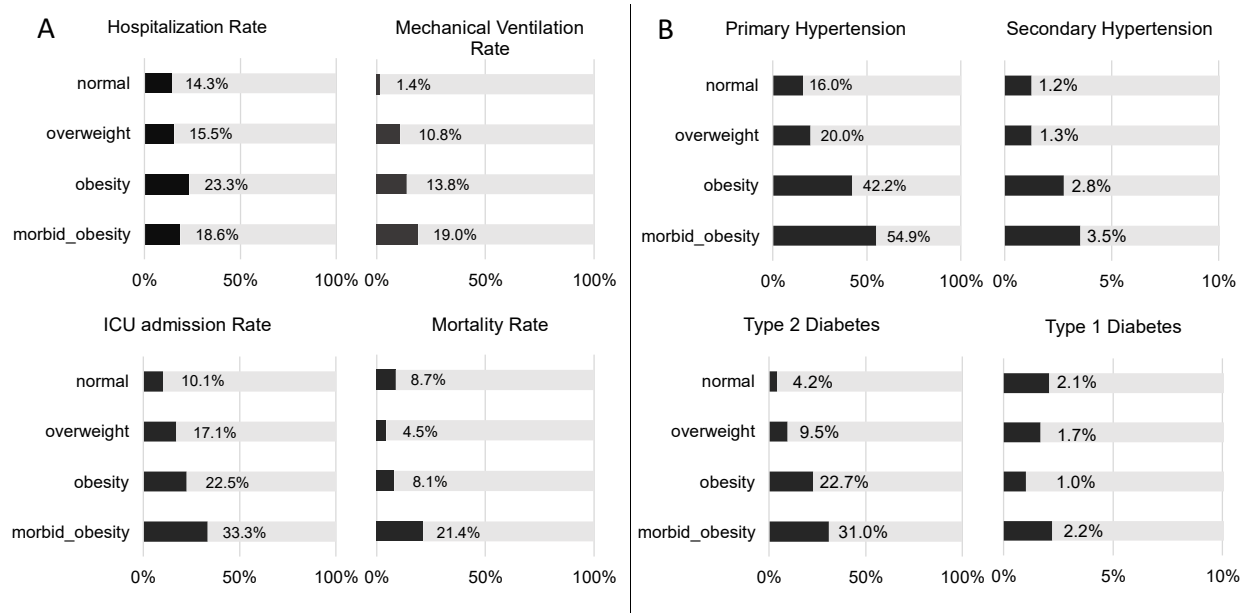 A
Hospitalization Rate
normal 14.3%
overweight 15.5%
obesity 23.3%
morbid_obesity 18.6%
0% 50% 100%
Mechanical Ventilation
Rate
1.4%
10.8%
13.8%
19.0%
0% 50% 100%
ICU admission Rate
normal 10.1%
overweight 17.1%
obesity 22.5%
morbid_obesity 33.3%
0% 50% 100%
Mortality Rate
8.7%
4.5%
8.1%
21.4%
0% 50% 100%
B
Primary Hypertension
normal 16.0%
overweight 20.0%
obesity 42.2%
morbid_obesity 54.9%
0% 50% 100%
Secondary Hypertension
1.2%
1.3%
2.8%
3.5%
0% 5% 10%
Type 2 Diabetes
normal 4.2%
overweight 9.5%
obesity 22.7%
morbid_obesity 31.0%
0% 50% 100%
Type 1 Diabetes
2.1%
1.7%
1.0%
2.2%
0% 5% 10%